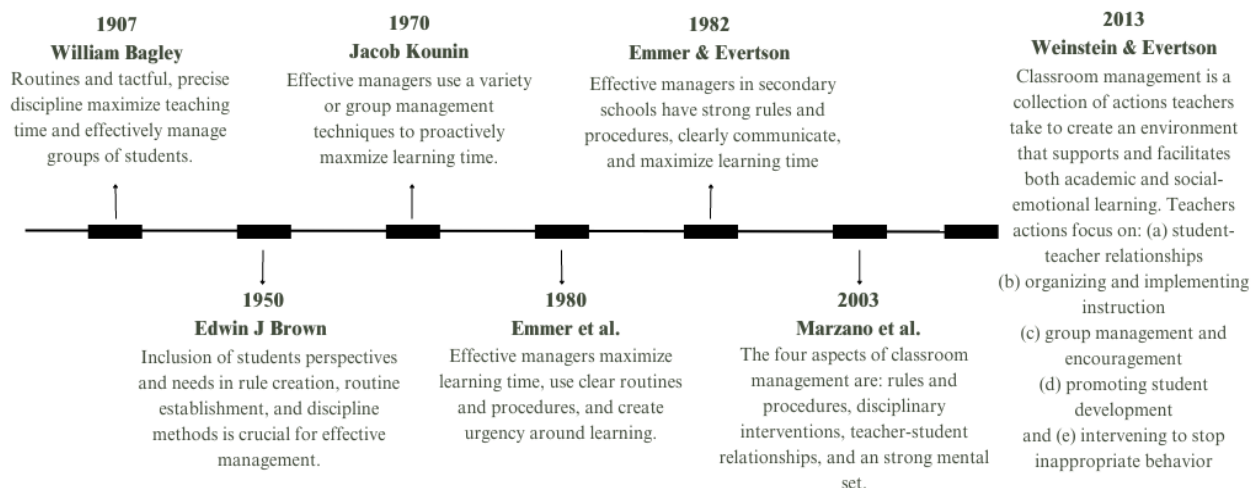 1907
William Bagley
Routines and tactful, precise
discipline maximize teaching
time and effectively manage
groups of students.
1970
Jacob Kounin
Effective managers use a variety
or group management
techniques to proactively
maxmize learning time.
1982
Emmer & Evertson
Effective managers in secondary
schools have strong rules and
procedures, clearly communicate,
and maximize learning time
2013
Weinstein & Evertson
Classroom management is a
collection of actions teachers
take to create an environment
that supports and facilitates
both academic and social-
emotional learning. Teachers
actions focus on: (a) student-
teacher relationships
(b) organizing and implementing
instruction
(c) group management and
encouragement
(d) promoting student
development
and (e) intervening to stop
inappropriate behavior
1950
Edwin J Brown
Inclusion of students perspectives
and needs in rule creation, routine
establishment, and discipline
methods is crucial for effective
management.
1980
Emmer et al.
Effective managers maximize
learning time, use clear routines
and procedures, and create
urgency around learning.
2003
Marzano et al.
The four aspects of classroom
management are: rules and
procedures, disciplinary
interventions, teacher-student
relationships, and an strong mental
set.